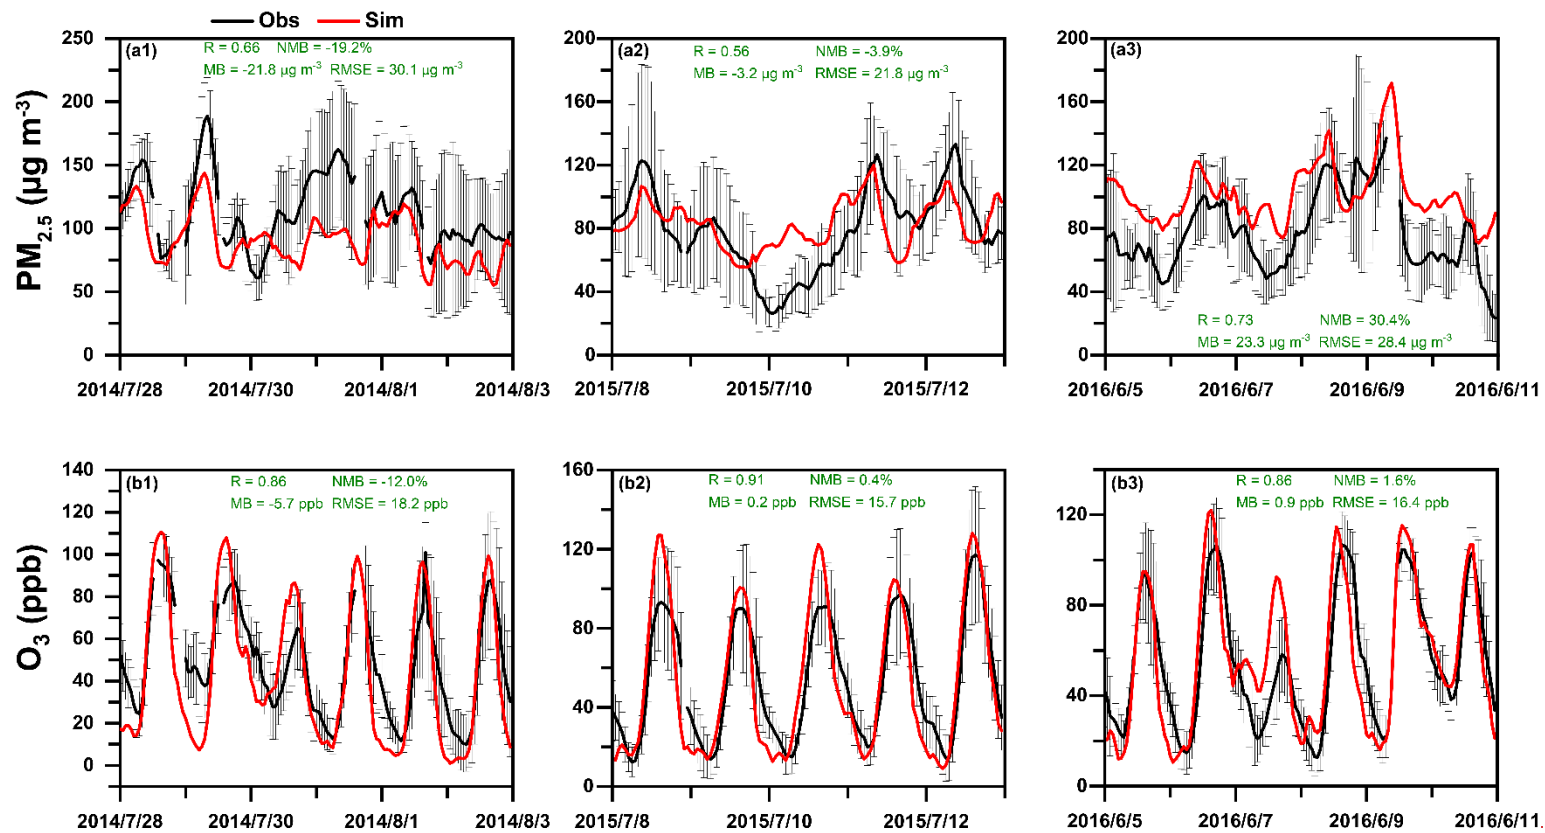 Obs Sim
PM2.5 (µg m-3)
250
200
150
100
50
0
(a1)
R = 0.66 NMB = -19.2%
MB = -21.8 µg m-3 RMSE = 30.1 µg m-3
2014/7/28 2014/7/30 2014/8/1 2014/8/3
200
160
120
80
40
0
(a2)
R = 0.56 NMB = -3.9%
MB = -3.2 µg m-3 RMSE = 21.8 µg m-3
2015/7/8 2015/7/10 2015/7/12
200
160
120
80
40
0
(a3)
R = 0.73 NMB = 30.4%
MB = 23.3 µg m-3 RMSE = 28.4 µg m-3
2016/6/5 2016/6/7 2016/6/9 2016/6/11
O3 (ppb)
140
120
100
80
60
40
20
0
(b1)
R = 0.86 NMB = -12.0%
MB = -5.7 ppb RMSE = 18.2 ppb
2014/7/28 2014/7/30 2014/8/1 2014/8/3
160
120
80
40
0
(b2)
R = 0.91 NMB = 0.4%
MB = 0.2 ppb RMSE = 15.7 ppb
2015/7/8 2015/7/10 2015/7/12
120
80
40
0
(b3)
R = 0.86 NMB = 1.6%
MB = 0.9 ppb RMSE = 16.4 ppb
2016/6/5 2016/6/7 2016/6/9 2016/6/11